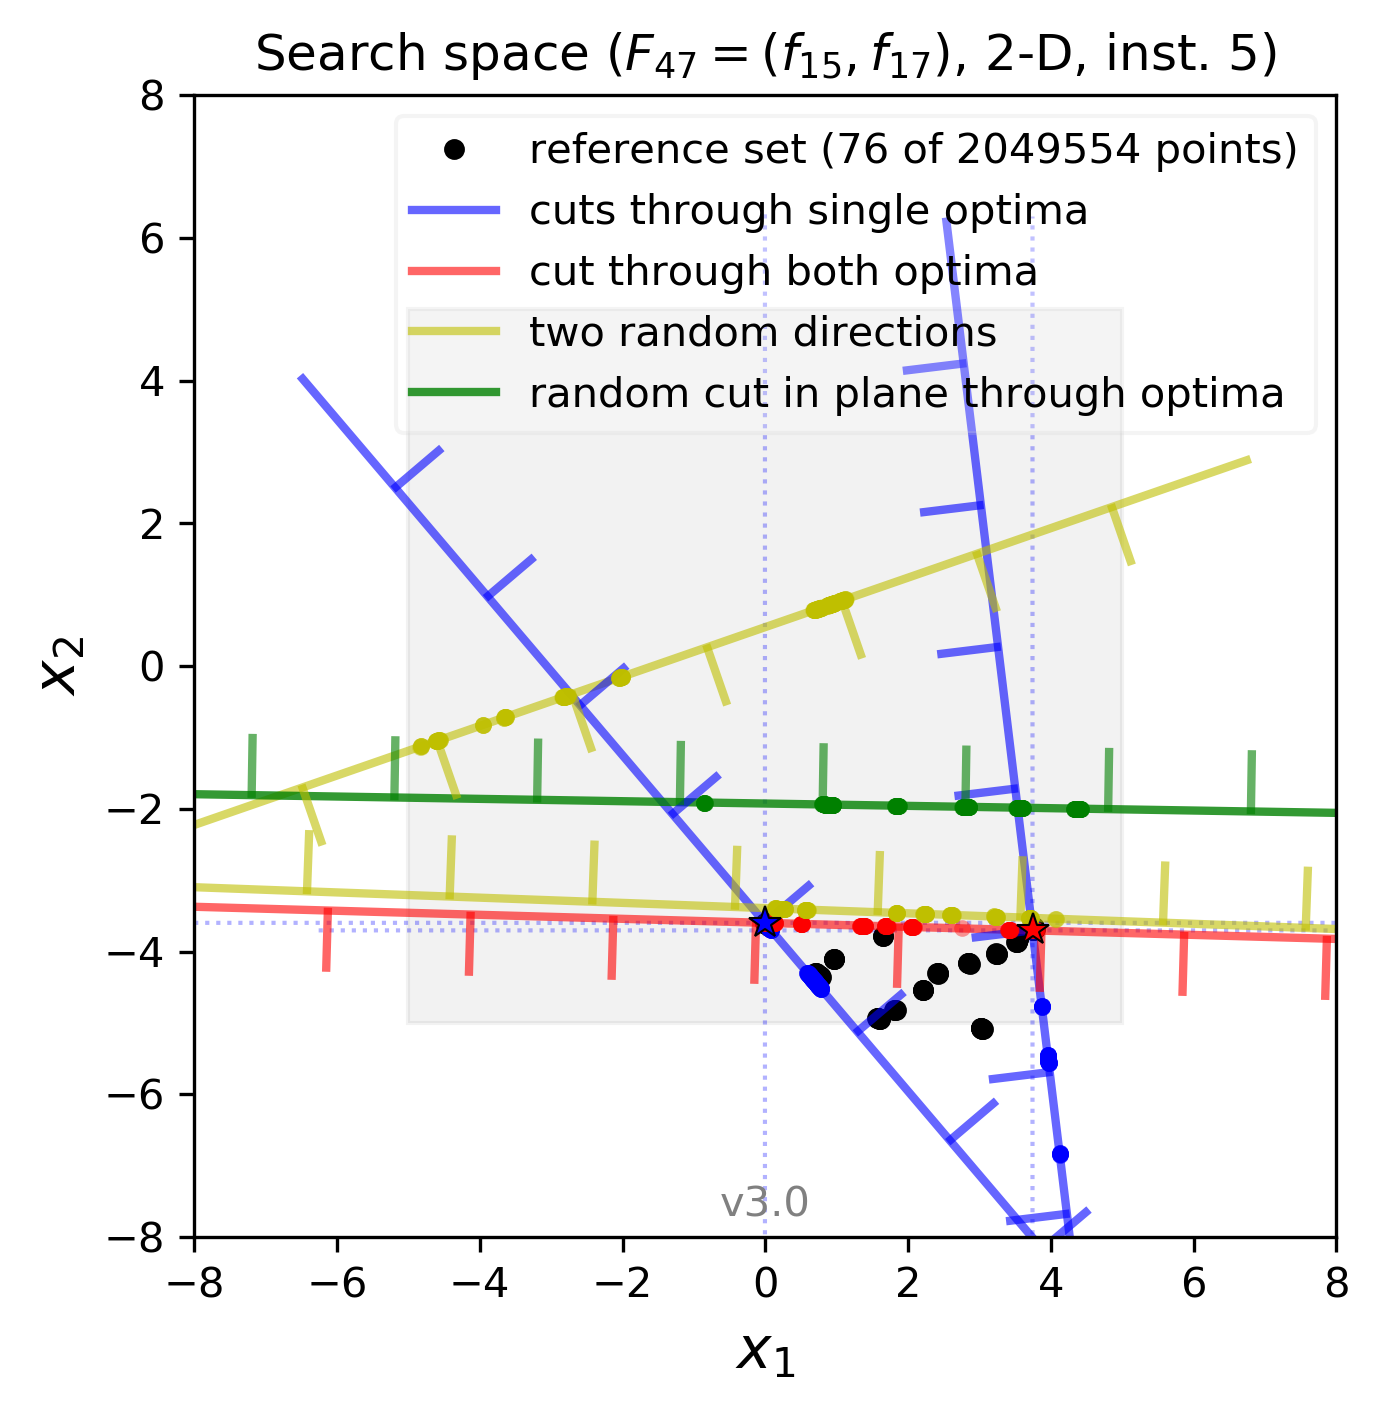 Search space (F₄₇ = (f₁₅, f₁₇), 2-D, inst. 5)
8
6
4
2
0
−2
−4
−6
−8
x₂
reference set (76 of 2049554 points)
cuts through single optima
cut through both optima
two random directions
random cut in plane through optima
v3.0
−8 −6 −4 −2 0 2 4 6 8
x₁